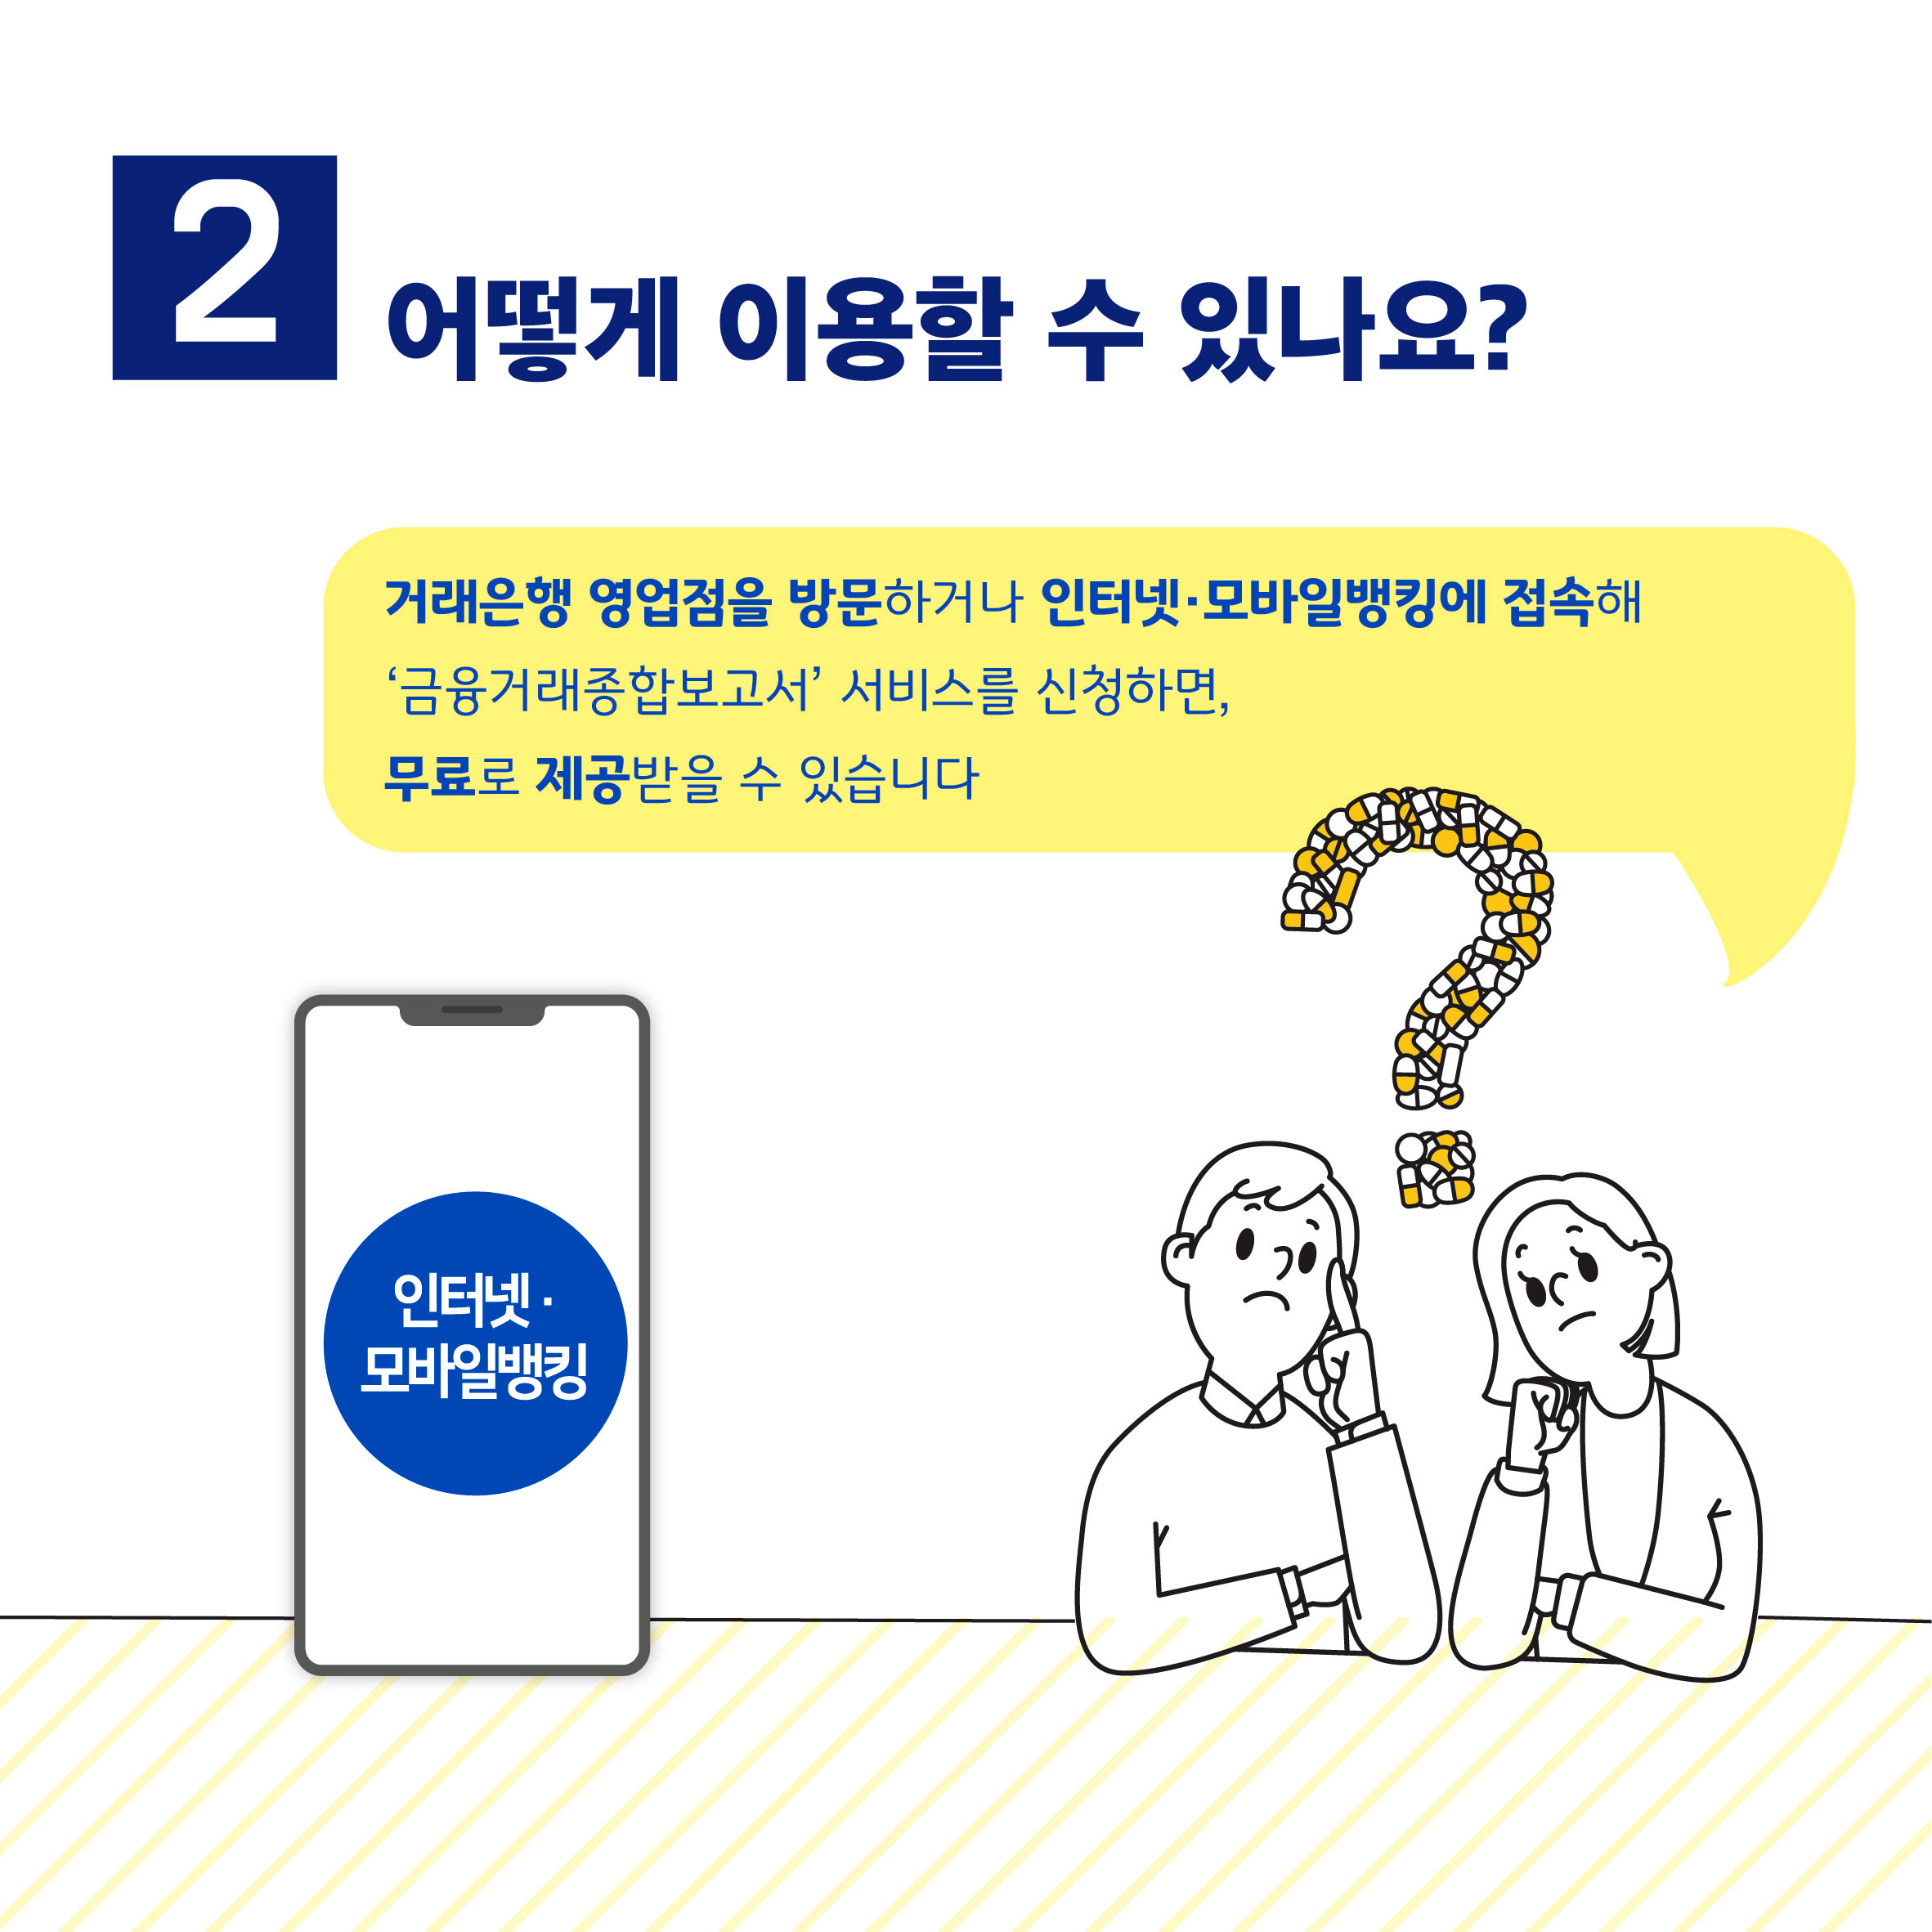 2
어떻게 이용할 수 있나요?
거래은행 영업점을 방문하거나 인터넷·모바일뱅킹에 접속해
‘금융거래종합보고서’ 서비스를 신청하면,
무료로 제공받을 수 있습니다
인터넷·
모바일뱅킹